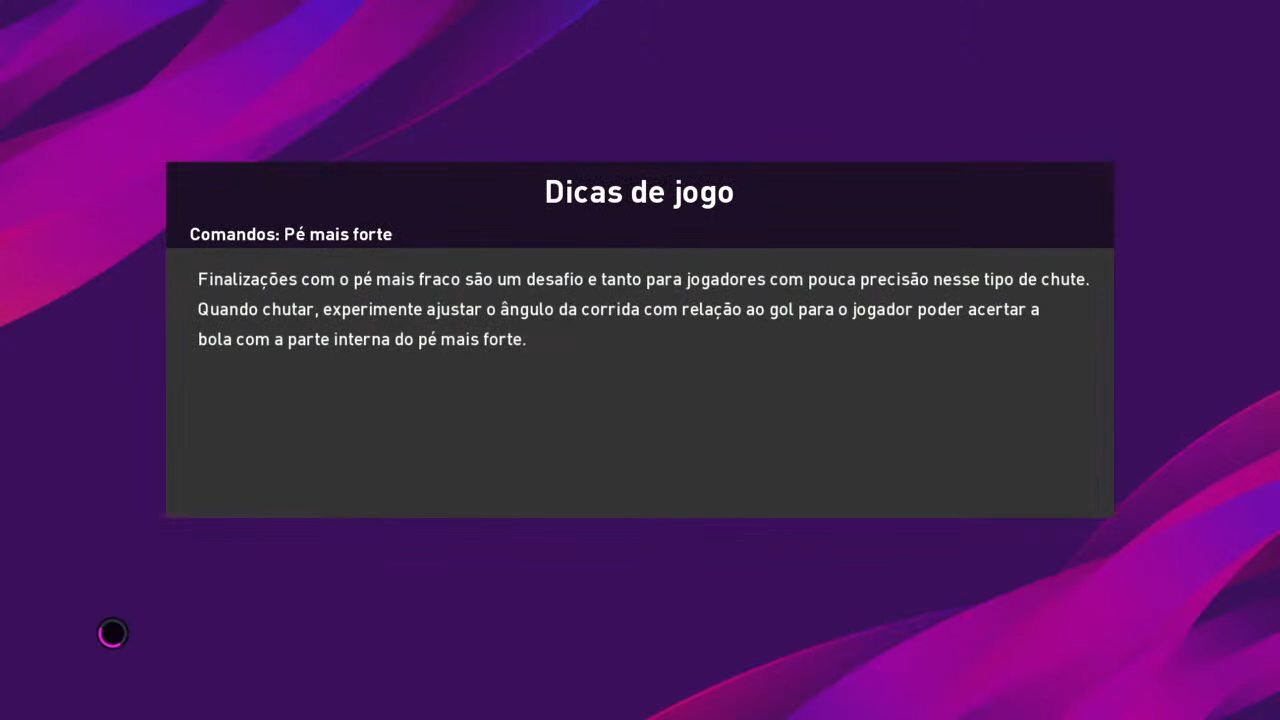 Dicas de jogo
Comandos: Pé mais forte
Finalizações com o pé mais fraco são um desafio e tanto para jogadores com pouca precisão nesse tipo de chute.
Quando chutar, experimente ajustar o ângulo da corrida com relação ao gol para o jogador poder acertar a
bola com a parte interna do pé mais forte.